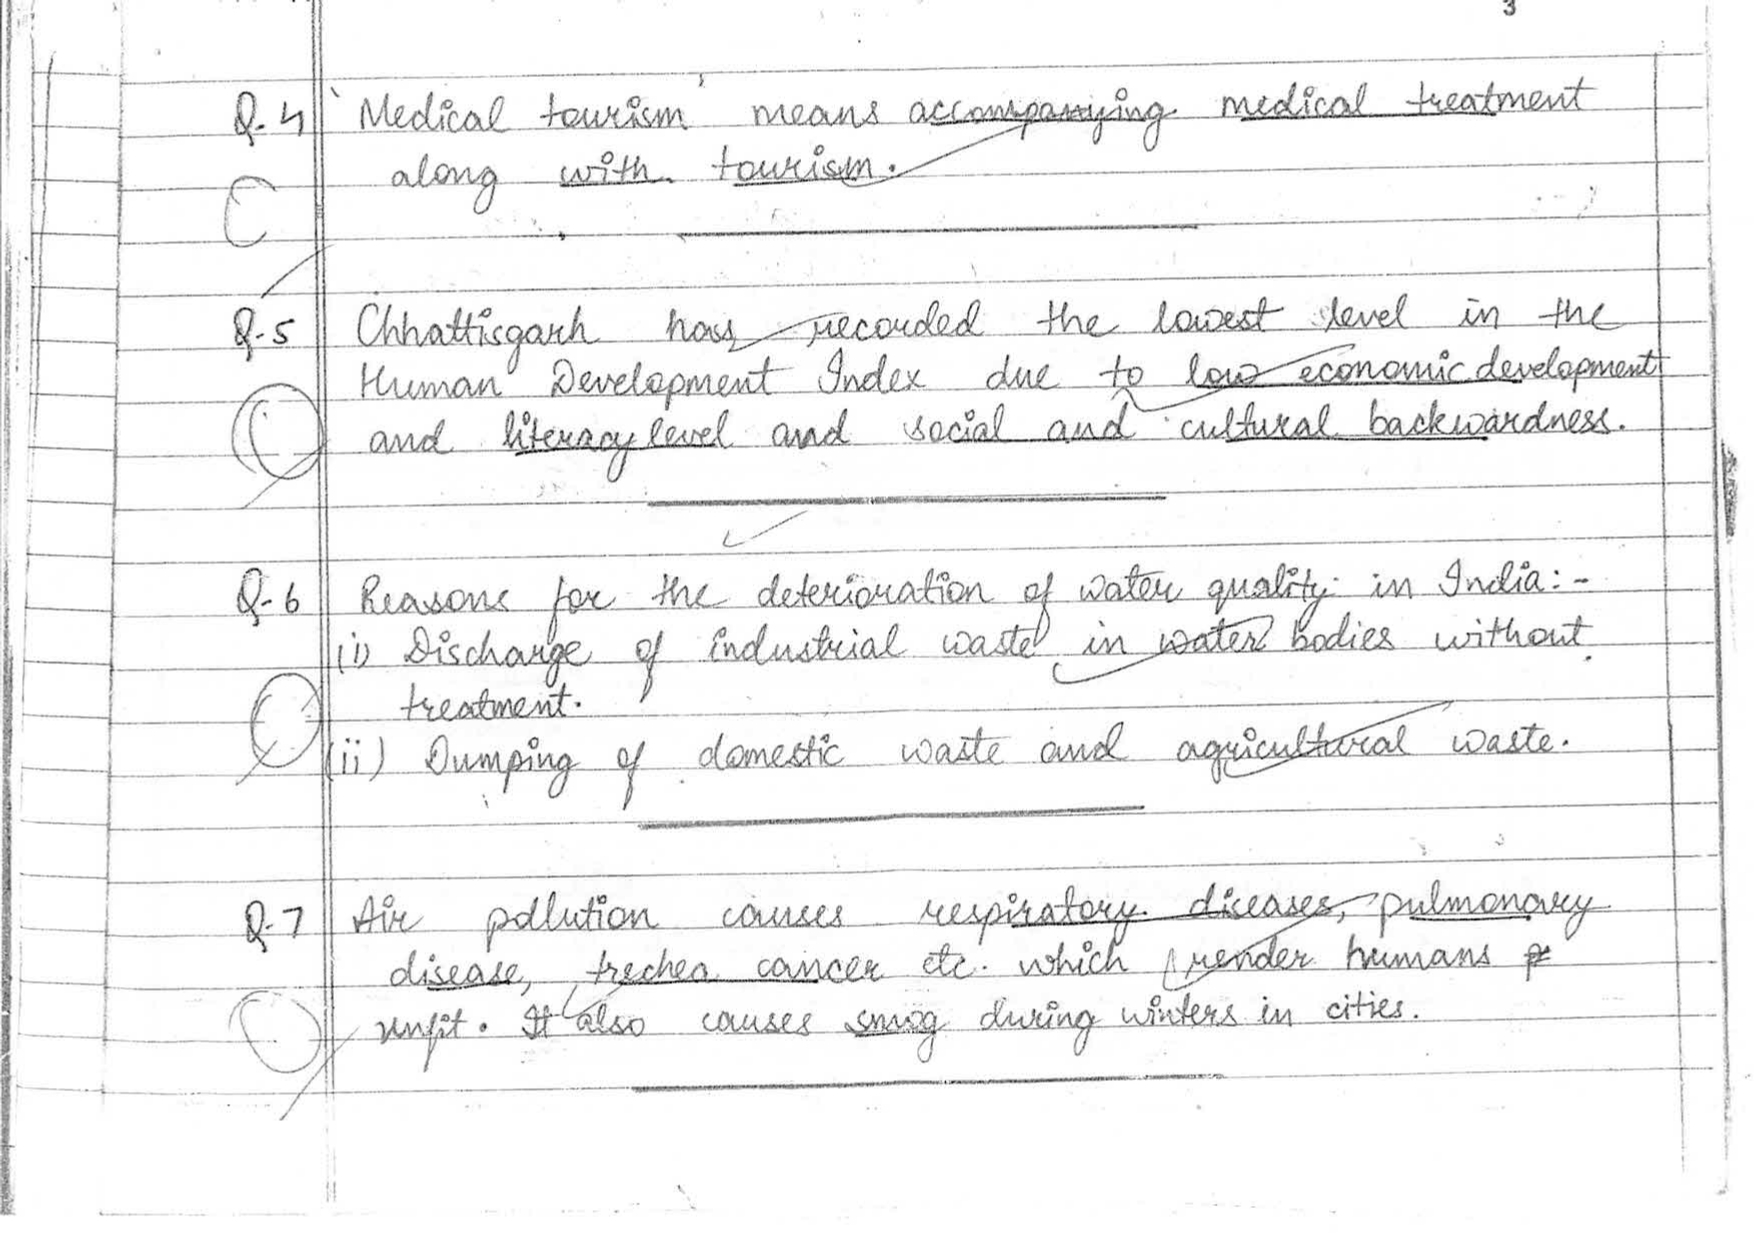 3
Q.4 'Medical tourism' means accompanying medical treatment
along with tourism.
Q.5 Chhattisgarh has recorded the lowest level in the
Human Development Index due to low economic development
and literacy level and social and cultural backwardness.
Q.6 Reasons for the deterioration of water quality in India:-
(i) Discharge of industrial waste in water bodies without
treatment.
(ii) Dumping of domestic waste and agricultural waste.
Q.7 Air pollution causes respiratory diseases, pulmonary
disease, trechea cancer etc. which render humans
unfit. It also causes smog during winters in cities.